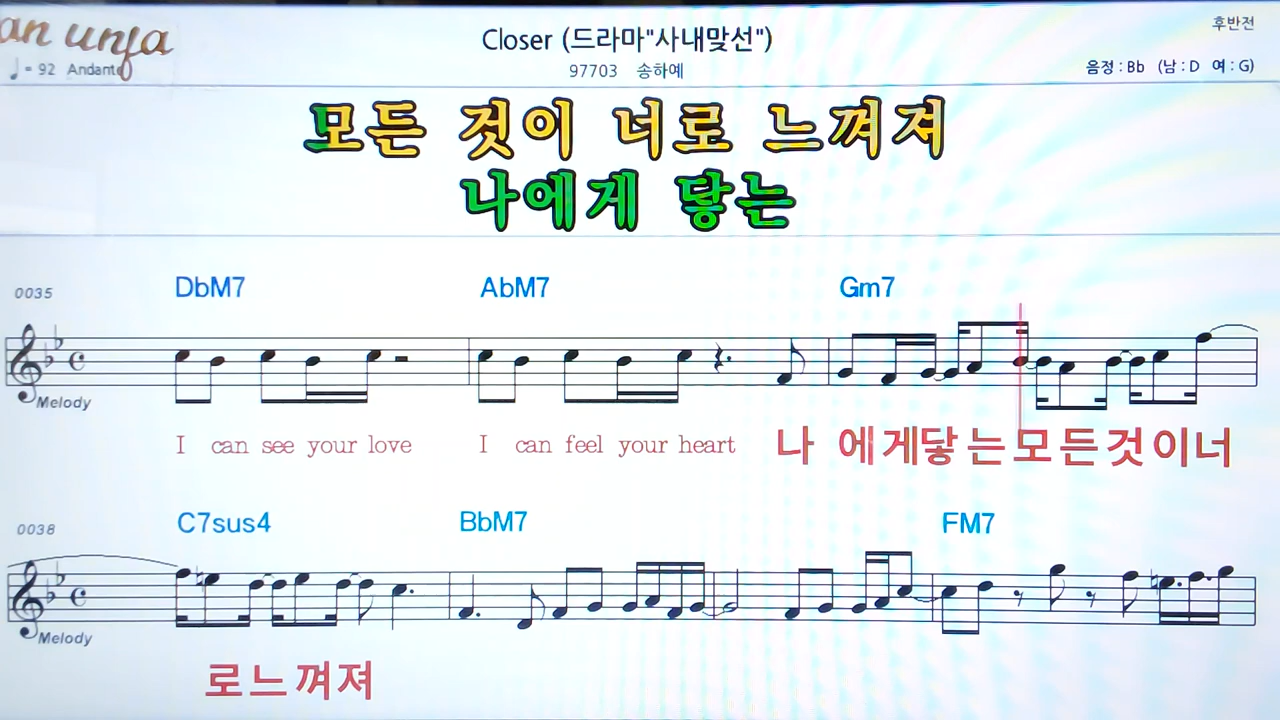 an unfa
후반전
Closer (드라마"사내맞선")
♩ = 92 Andante
97703 송하예
음정 : Bb (남 : D 여 : G)
모든 것이 너로 느껴져
나에게 닿는
0035
DbM7 AbM7 Gm7
Melody
I can see your love I can feel your heart 나 에게닿는모든것이너
0038
C7sus4 BbM7 FM7
Melody
로느껴져